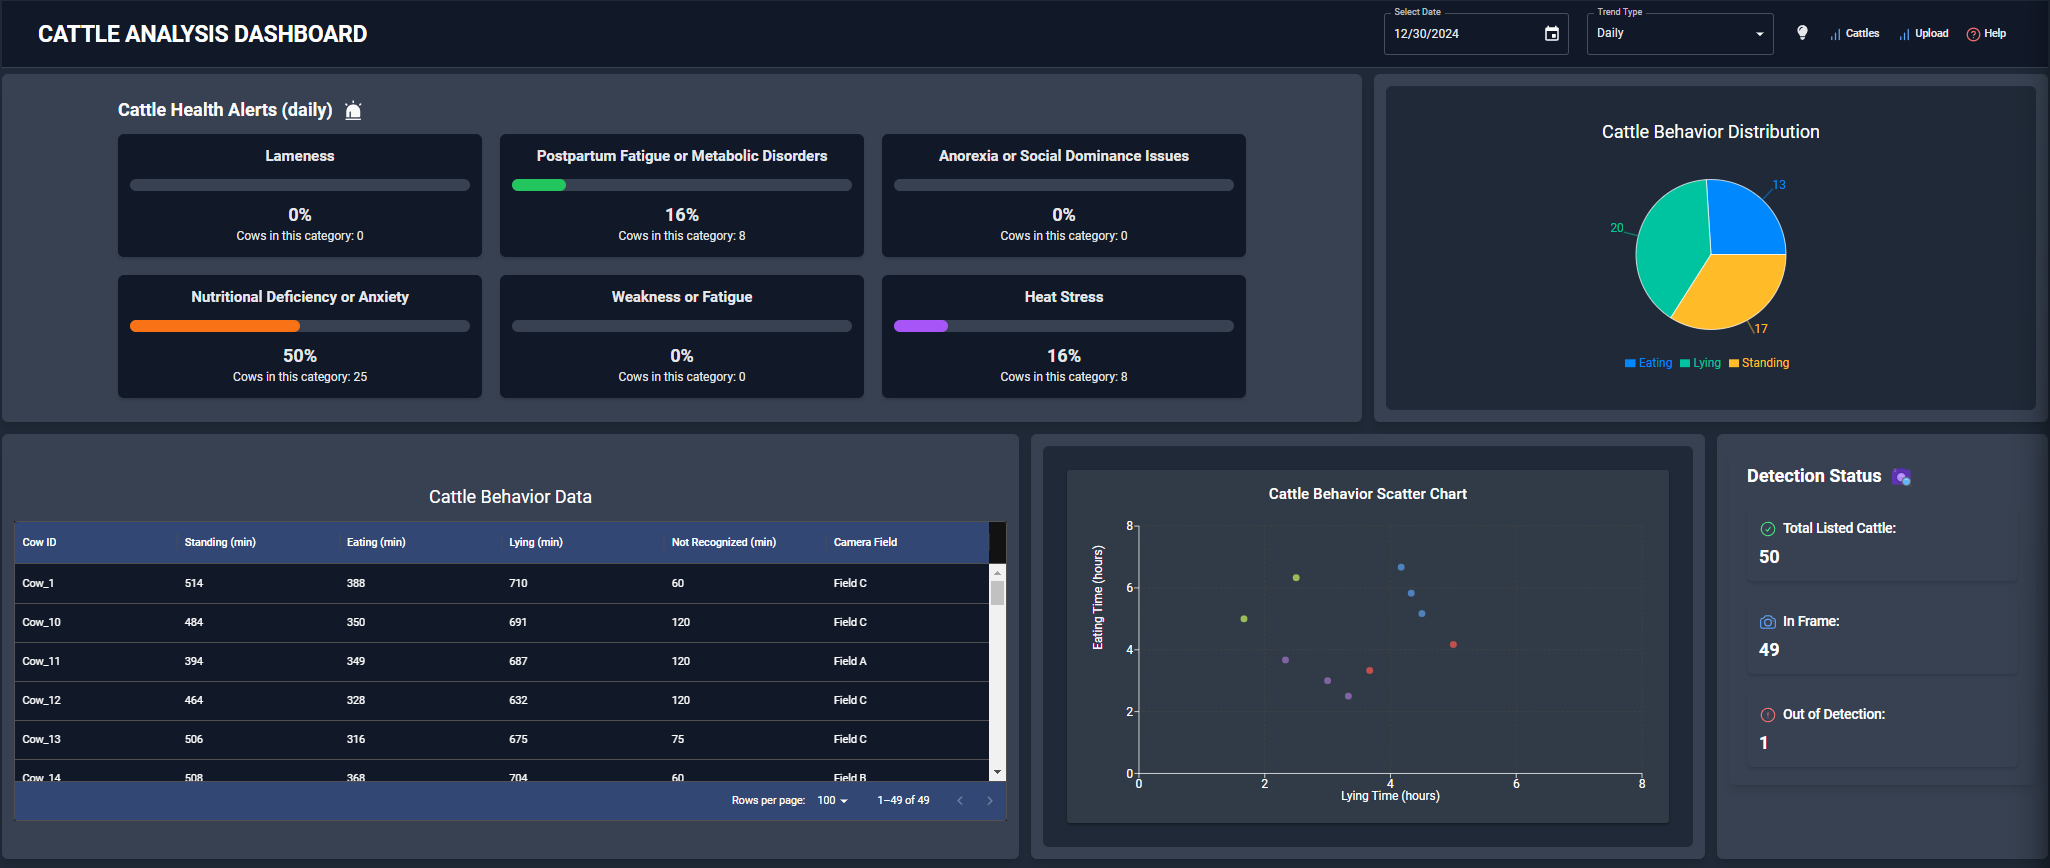 CATTLE ANALYSIS DASHBOARD
Select Date
12/30/2024
Trend Type
Daily
Cattles
Upload
Help
Cattle Health Alerts (daily)
Lameness
0%
Cows in this category: 0
Postpartum Fatigue or Metabolic Disorders
16%
Cows in this category: 8
Anorexia or Social Dominance Issues
0%
Cows in this category: 0
Nutritional Deficiency or Anxiety
50%
Cows in this category: 25
Weakness or Fatigue
0%
Cows in this category: 0
Heat Stress
16%
Cows in this category: 8
Cattle Behavior Distribution
13
20
17
Eating Lying Standing
Cattle Behavior Data
Cow ID Standing (min) Eating (min) Lying (min) Not Recognized (min) Camera Field
Cow_1 514 388 710 60 Field C
Cow_10 484 350 691 120 Field C
Cow_11 394 349 687 120 Field A
Cow_12 464 328 632 120 Field C
Cow_13 506 316 675 75 Field C
Cow_14 508 368 704 60 Field B
Rows per page: 100 1–49 of 49
Cattle Behavior Scatter Chart
Eating Time (hours)
8
6
4
2
0
0 2 4 6 8
Lying Time (hours)
Detection Status
Total Listed Cattle:
50
In Frame:
49
Out of Detection:
1